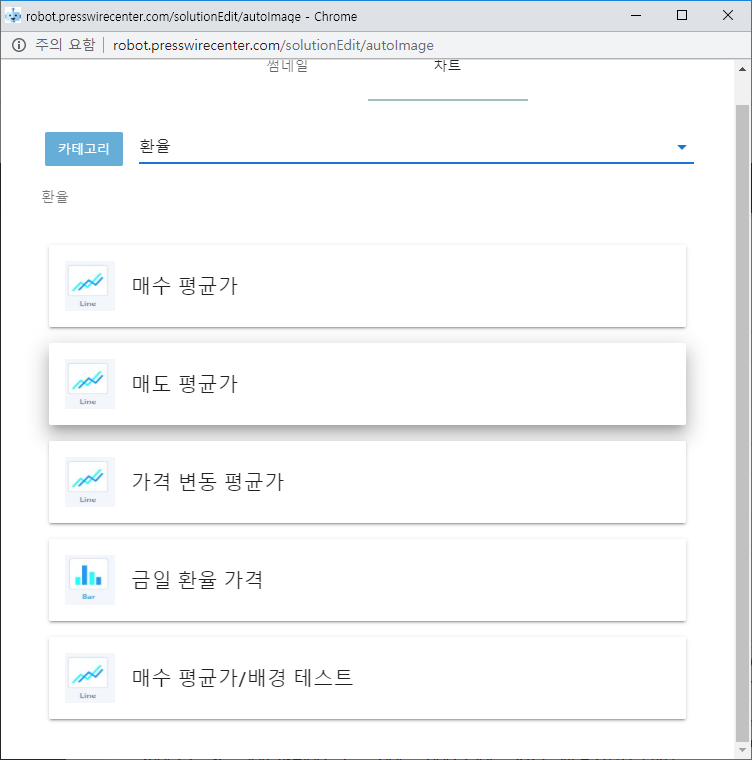 robot.presswirecenter.com/solutionEdit/autoImage - Chrome
주의 요함 robot.presswirecenter.com/solutionEdit/autoImage
썸네일 차트
카테고리 환율
환율
Line 매수 평균가
Line 매도 평균가
Line 가격 변동 평균가
Bar 금일 환율 가격
Line 매수 평균가/배경 테스트